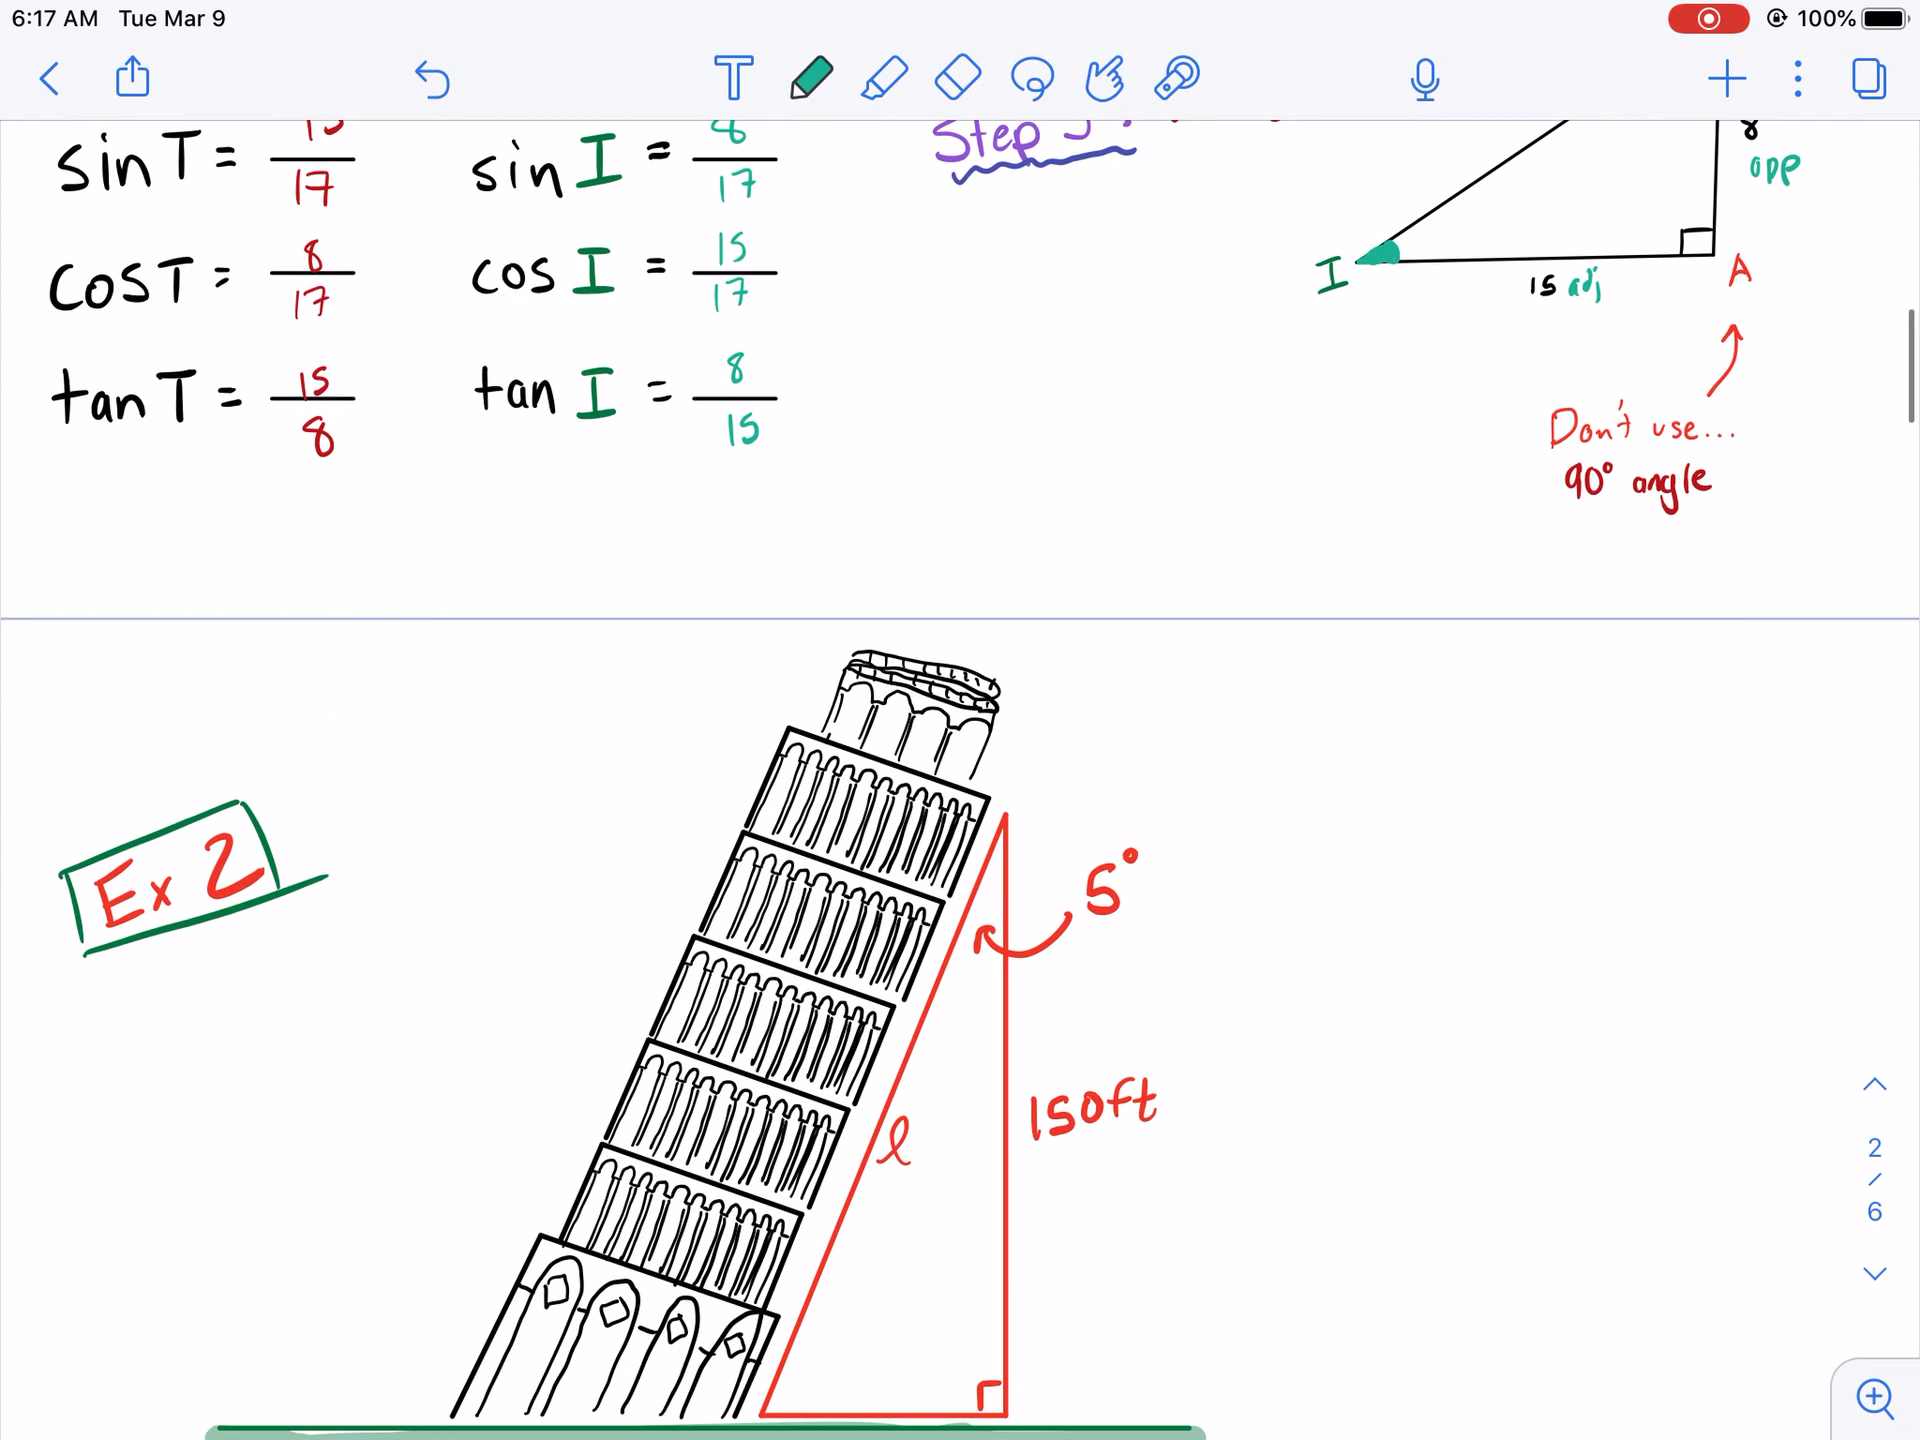 6:17 AM Tue Mar 9
100%
T
sin T = /17
sin I = 8/17
Step
8
opp
cos T = 8/17
cos I = 15/17
I
15 adj
A
tan T = 15/8
tan I = 8/15
Don't use...
90° angle
Ex 2
5°
150ft
l
2
/
6